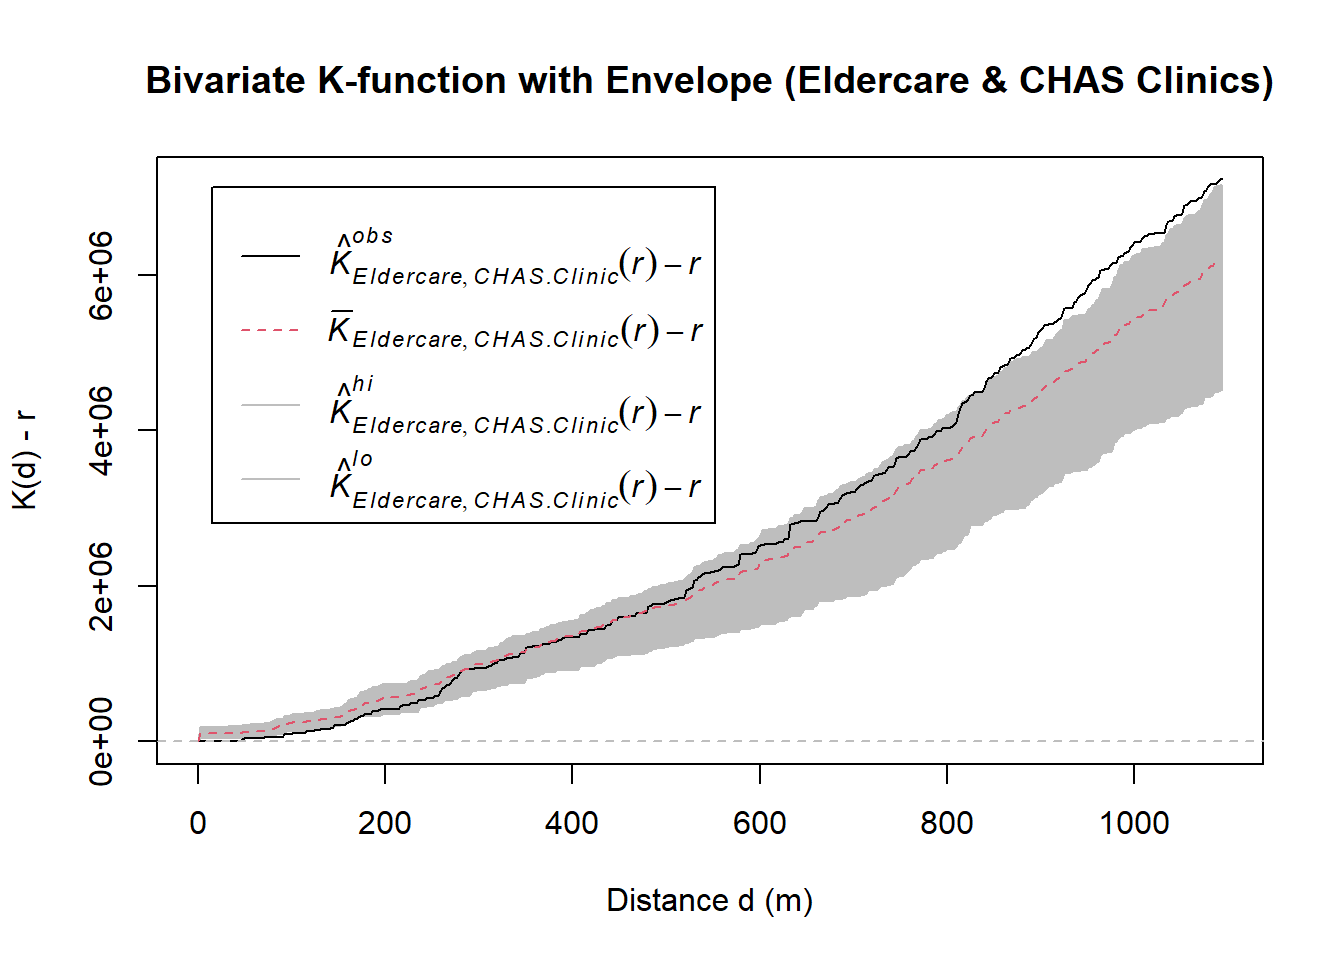 Bivariate K-function with Envelope (Eldercare & CHAS Clinics)
K̂ obs Eldercare, CHAS.Clinic (r) − r
K̄ Eldercare, CHAS.Clinic (r) − r
K̂ hi Eldercare, CHAS.Clinic (r) − r
K̂ lo Eldercare, CHAS.Clinic (r) − r
K(d) - r
6e+06
4e+06
2e+06
0e+00
0 200 400 600 800 1000
Distance d (m)